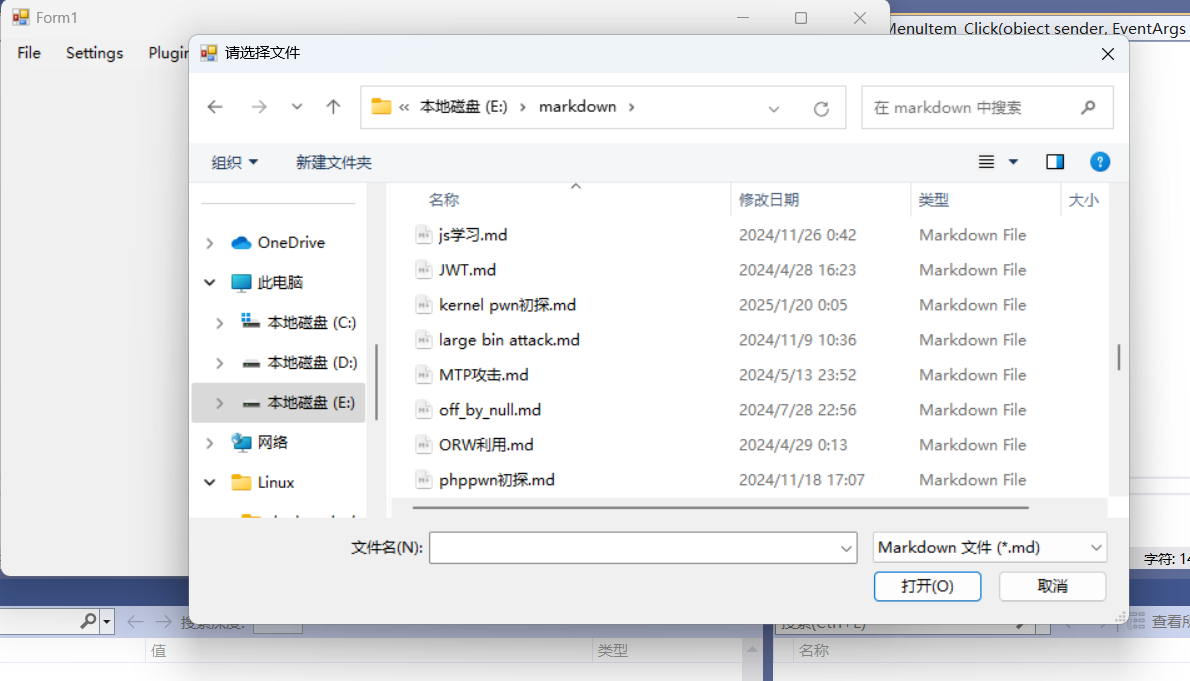 Form1
MenuItem_Click(object sender, EventArgs
File Settings Plugin
请选择文件
本地磁盘 (E:) markdown
在 markdown 中搜索
组织 新建文件夹
名称 修改日期 类型 大小
OneDrive
此电脑
本地磁盘 (C:)
本地磁盘 (D:)
本地磁盘 (E:)
网络
Linux
js学习.md 2024/11/26 0:42 Markdown File
JWT.md 2024/4/28 16:23 Markdown File
kernel pwn初探.md 2025/1/20 0:05 Markdown File
large bin attack.md 2024/11/9 10:36 Markdown File
MTP攻击.md 2024/5/13 23:52 Markdown File
off_by_null.md 2024/7/28 22:56 Markdown File
ORW利用.md 2024/4/29 0:13 Markdown File
phppwn初探.md 2024/11/18 17:07 Markdown File
文件名(N):
Markdown 文件 (*.md)
打开(O) 取消
字符: 14
搜索深度:
搜索(Ctrl+E)
查看所
值 类型 名称